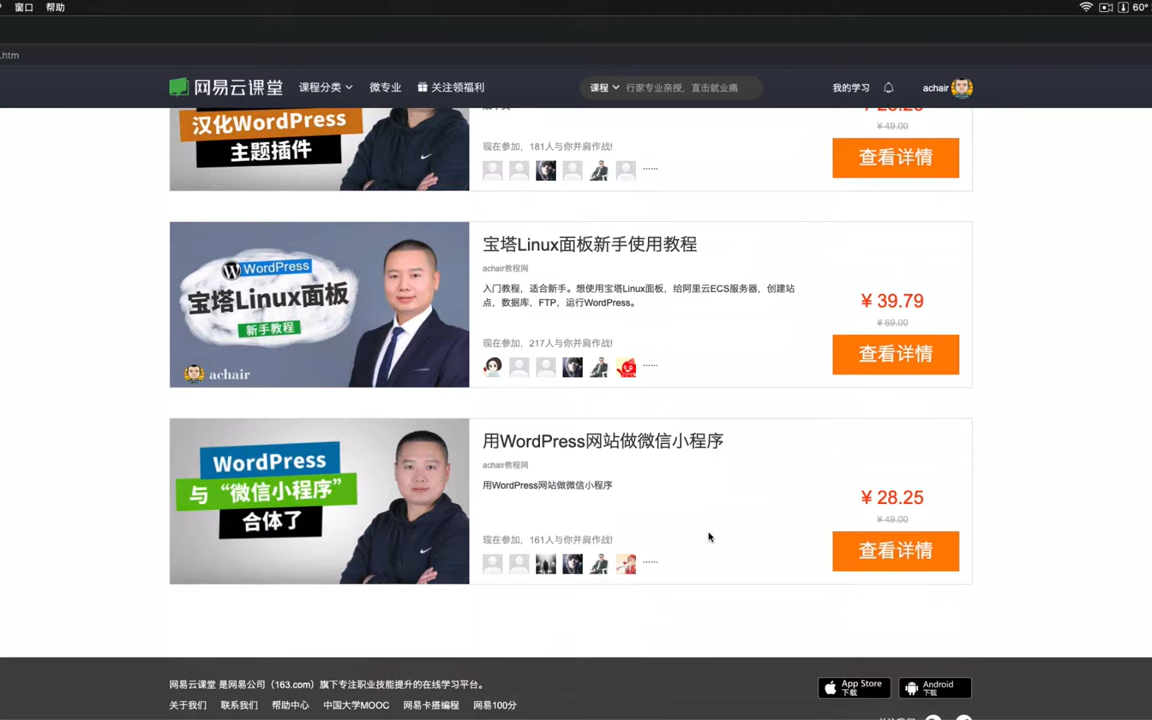 窗口 帮助
60°
.htm
网易云课堂 课程分类 微专业 关注领福利 课程 行家专业亲授，直击就业痛 我的学习 achair
汉化WordPress
主题插件
¥49.00
现在参加，181人与你并肩作战!
......
查看详情
WordPress
宝塔Linux面板
新手教程
achair
宝塔Linux面板新手使用教程
achair教程网
入门教程，适合新手。想使用宝塔Linux面板，给阿里云ECS服务器，创建站
点、数据库，FTP，运行WordPress。
现在参加，217人与你并肩作战!
......
¥ 39.79
¥69.00
查看详情
WordPress
与“微信小程序”
合体了
用WordPress网站做微信小程序
achair教程网
用WordPress网站做微信小程序
现在参加，161人与你并肩作战!
......
¥ 28.25
¥49.00
查看详情
网易云课堂 是网易公司（163.com）旗下专注职业技能提升的在线学习平台。
关于我们 联系我们 帮助中心 中国大学MOOC 网易卡搭编程 网易100分
App Store
下载
Android
下载